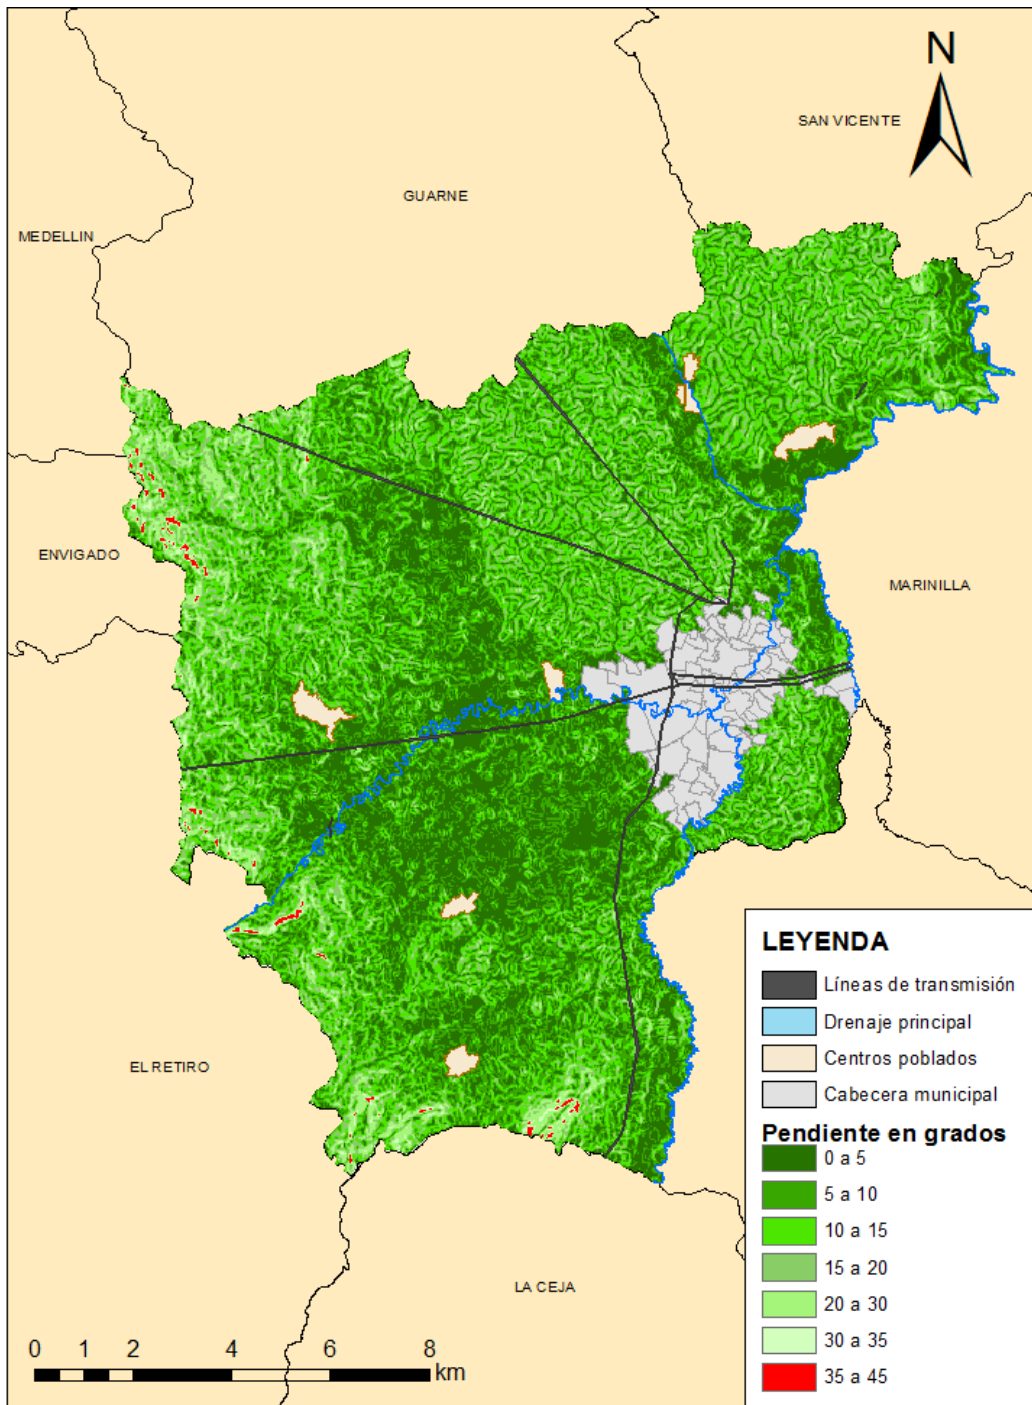 N
SAN VICENTE
GUARNE
MEDELLIN
ENVIGADO
MARINILLA
EL RETIRO
LA CEJA
LEYENDA
Líneas de transmisión
Drenaje principal
Centros poblados
Cabecera municipal
Pendiente en grados
0 a 5
5 a 10
10 a 15
15 a 20
20 a 30
30 a 35
35 a 45
0 1 2 4 6 8
km